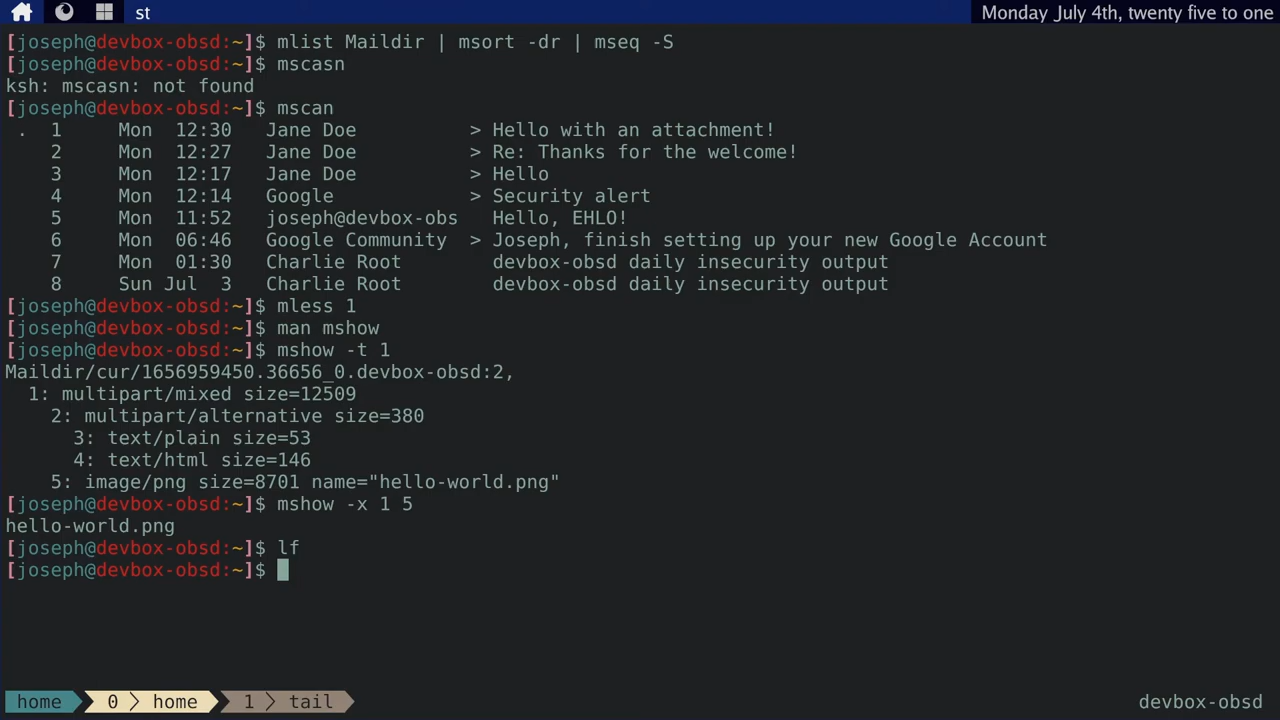 st Monday July 4th, twenty five to one
[joseph@devbox-obsd:~]$ mlist Maildir | msort -dr | mseq -S
[joseph@devbox-obsd:~]$ mscasn
ksh: mscasn: not found
[joseph@devbox-obsd:~]$ mscan
. 1 Mon 12:30 Jane Doe > Hello with an attachment!
2 Mon 12:27 Jane Doe > Re: Thanks for the welcome!
3 Mon 12:17 Jane Doe > Hello
4 Mon 12:14 Google > Security alert
5 Mon 11:52 joseph@devbox-obs Hello, EHLO!
6 Mon 06:46 Google Community > Joseph, finish setting up your new Google Account
7 Mon 01:30 Charlie Root devbox-obsd daily insecurity output
8 Sun Jul 3 Charlie Root devbox-obsd daily insecurity output
[joseph@devbox-obsd:~]$ mless 1
[joseph@devbox-obsd:~]$ man mshow
[joseph@devbox-obsd:~]$ mshow -t 1
Maildir/cur/1656959450.36656_0.devbox-obsd:2,
1: multipart/mixed size=12509
2: multipart/alternative size=380
3: text/plain size=53
4: text/html size=146
5: image/png size=8701 name="hello-world.png"
[joseph@devbox-obsd:~]$ mshow -x 1 5
hello-world.png
[joseph@devbox-obsd:~]$ lf
[joseph@devbox-obsd:~]$
home 0 > home 1 > tail devbox-obsd